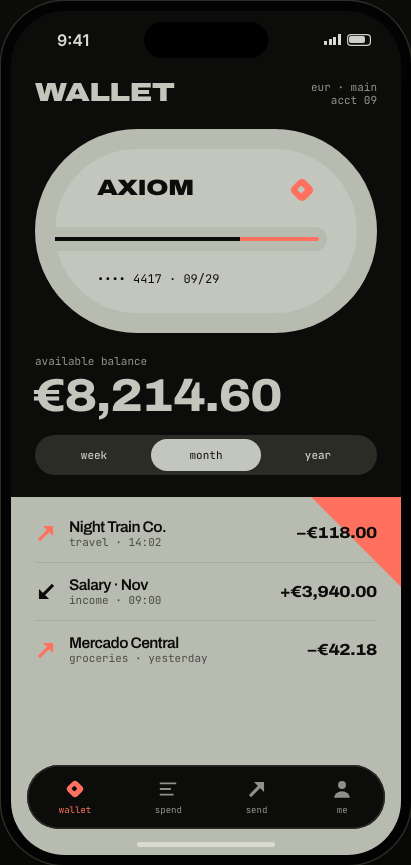 9:41
WALLET
eur · main
acct 09
AXIOM
•••• 4417 · 09/29
available balance
€8,214.60
week month year
Night Train Co. –€118.00
travel · 14:02
Salary · Nov +€3,940.00
income · 09:00
Mercado Central –€42.18
groceries · yesterday
wallet spend send me